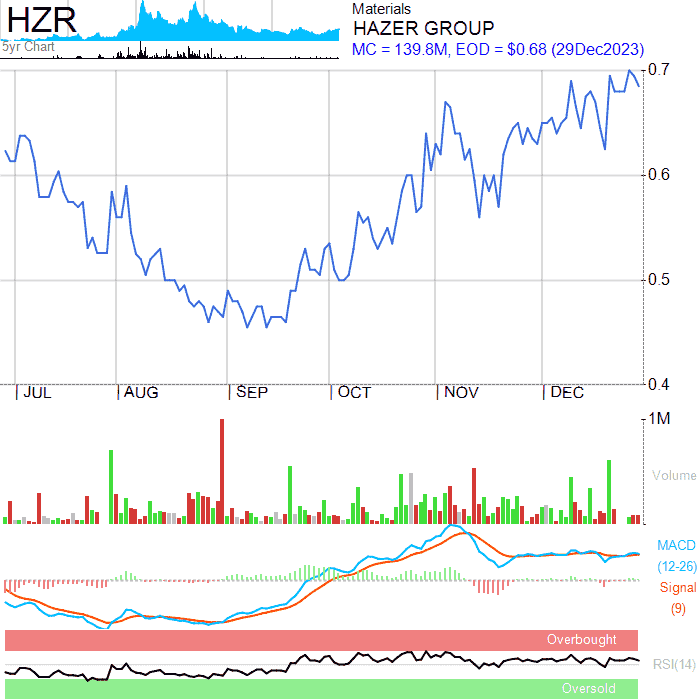 HZR
5yr Chart
Materials
HAZER GROUP
MC = 139.8M, EOD = $0.68 (29Dec2023)
0.7
0.6
0.5
0.4
JUL AUG SEP OCT NOV DEC
1M
Volume
MACD
(12-26)
Signal
(9)
Overbought
RSI(14)
Oversold